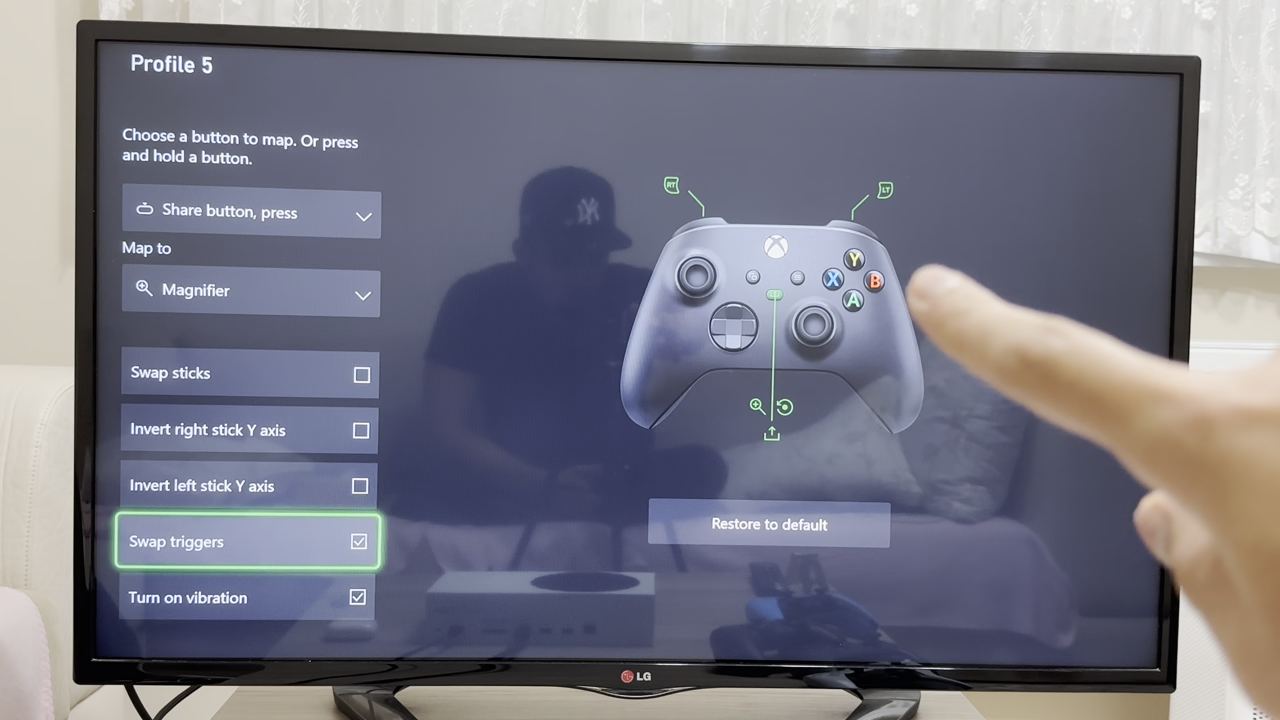 Profile 5
Choose a button to map. Or press
and hold a button.
Share button, press
Map to
Magnifier
Swap sticks
Invert right stick Y axis
Invert left stick Y axis
Swap triggers
Turn on vibration
RT
LT
Y
X
B
A
Restore to default
NY
LG